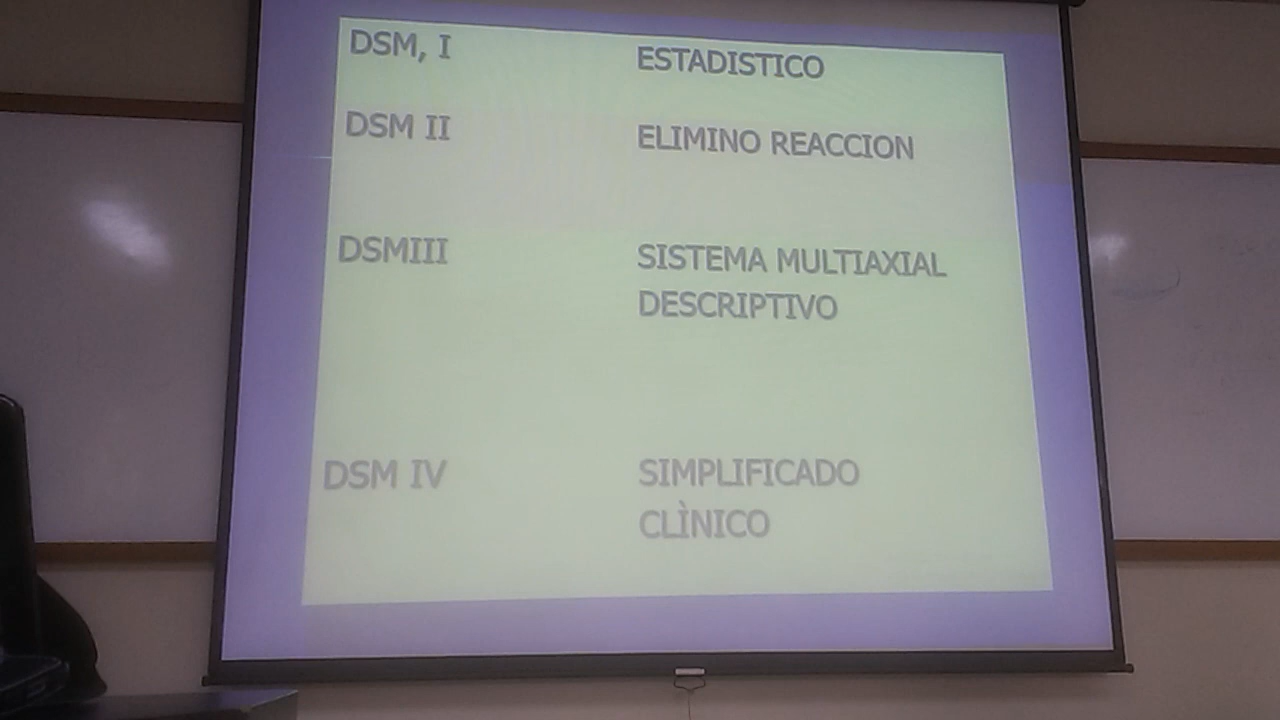 DSM, I ESTADISTICO
DSM II ELIMINO REACCION
DSMIII SISTEMA MULTIAXIAL
DESCRIPTIVO
DSM IV SIMPLIFICADO
CLÌNICO